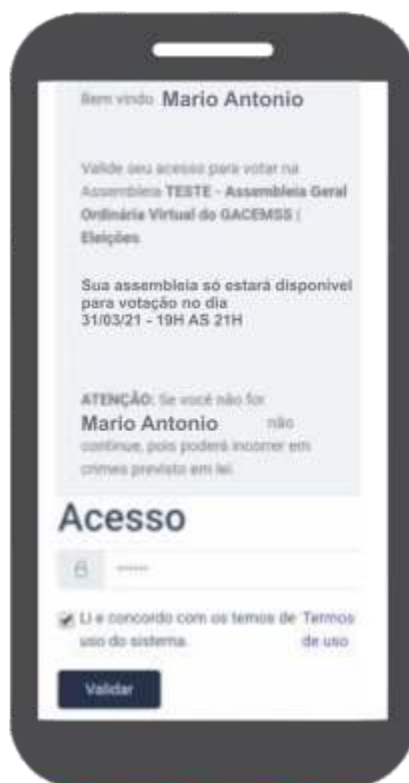 Bem vindo Mario Antonio
Valide seu acesso para votar na
Assembleia TESTE - Assembleia Geral
Ordinária Virtual do GACEMSS |
Eleições
Sua assembleia só estará disponivel
para votação no dia
31/03/21 - 19H AS 21H
ATENÇÃO: Se você não for
Mario Antonio não
continue, pois poderá incorrer em
crimes previsto em lei.
Acesso
Li e concordo com os temos de Termos
uso do sistema. de uso
Validar